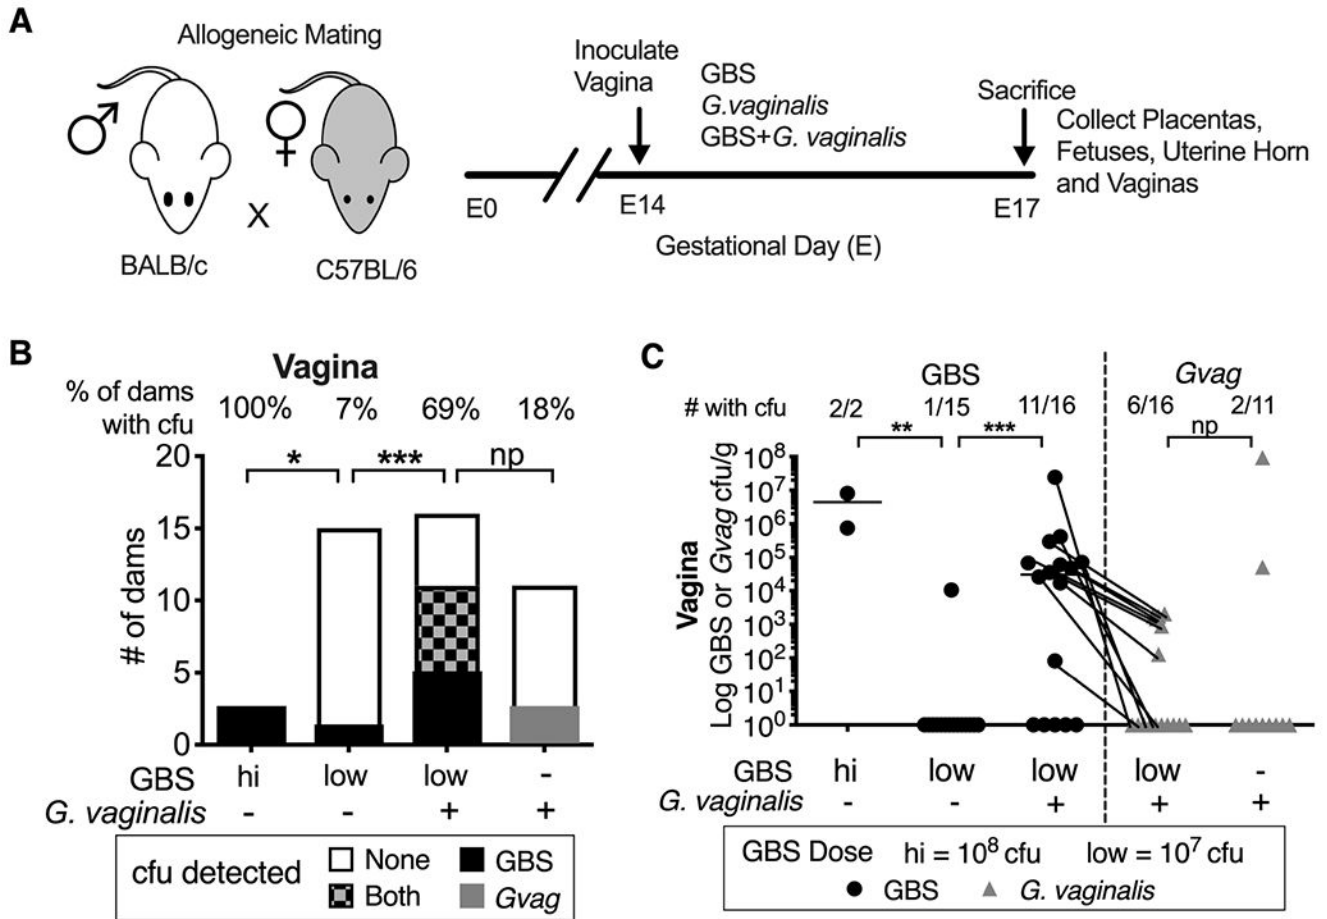 A
Allogeneic Mating
♂
♀
X
BALB/c
C57BL/6
Inoculate
Vagina
GBS
G.vaginalis
GBS+G. vaginalis
Sacrifice
Collect Placentas,
Fetuses, Uterine Horn
and Vaginas
E0
E14
E17
Gestational Day (E)
B
Vagina
% of dams
with cfu
100% 7% 69% 18%
* *** np
# of dams
20
15
10
5
0
GBS hi low low -
G. vaginalis - - + +
cfu detected
None GBS
Both Gvag
C
GBS Gvag
# with cfu 2/2 1/15 11/16 6/16 2/11
** *** np
Vagina
Log GBS or Gvag cfu/g
10⁸
10⁷
10⁶
10⁵
10⁴
10³
10²
10¹
10⁰
GBS hi low low low -
G. vaginalis - - + + +
GBS Dose hi = 10⁸ cfu low = 10⁷ cfu
GBS G. vaginalis